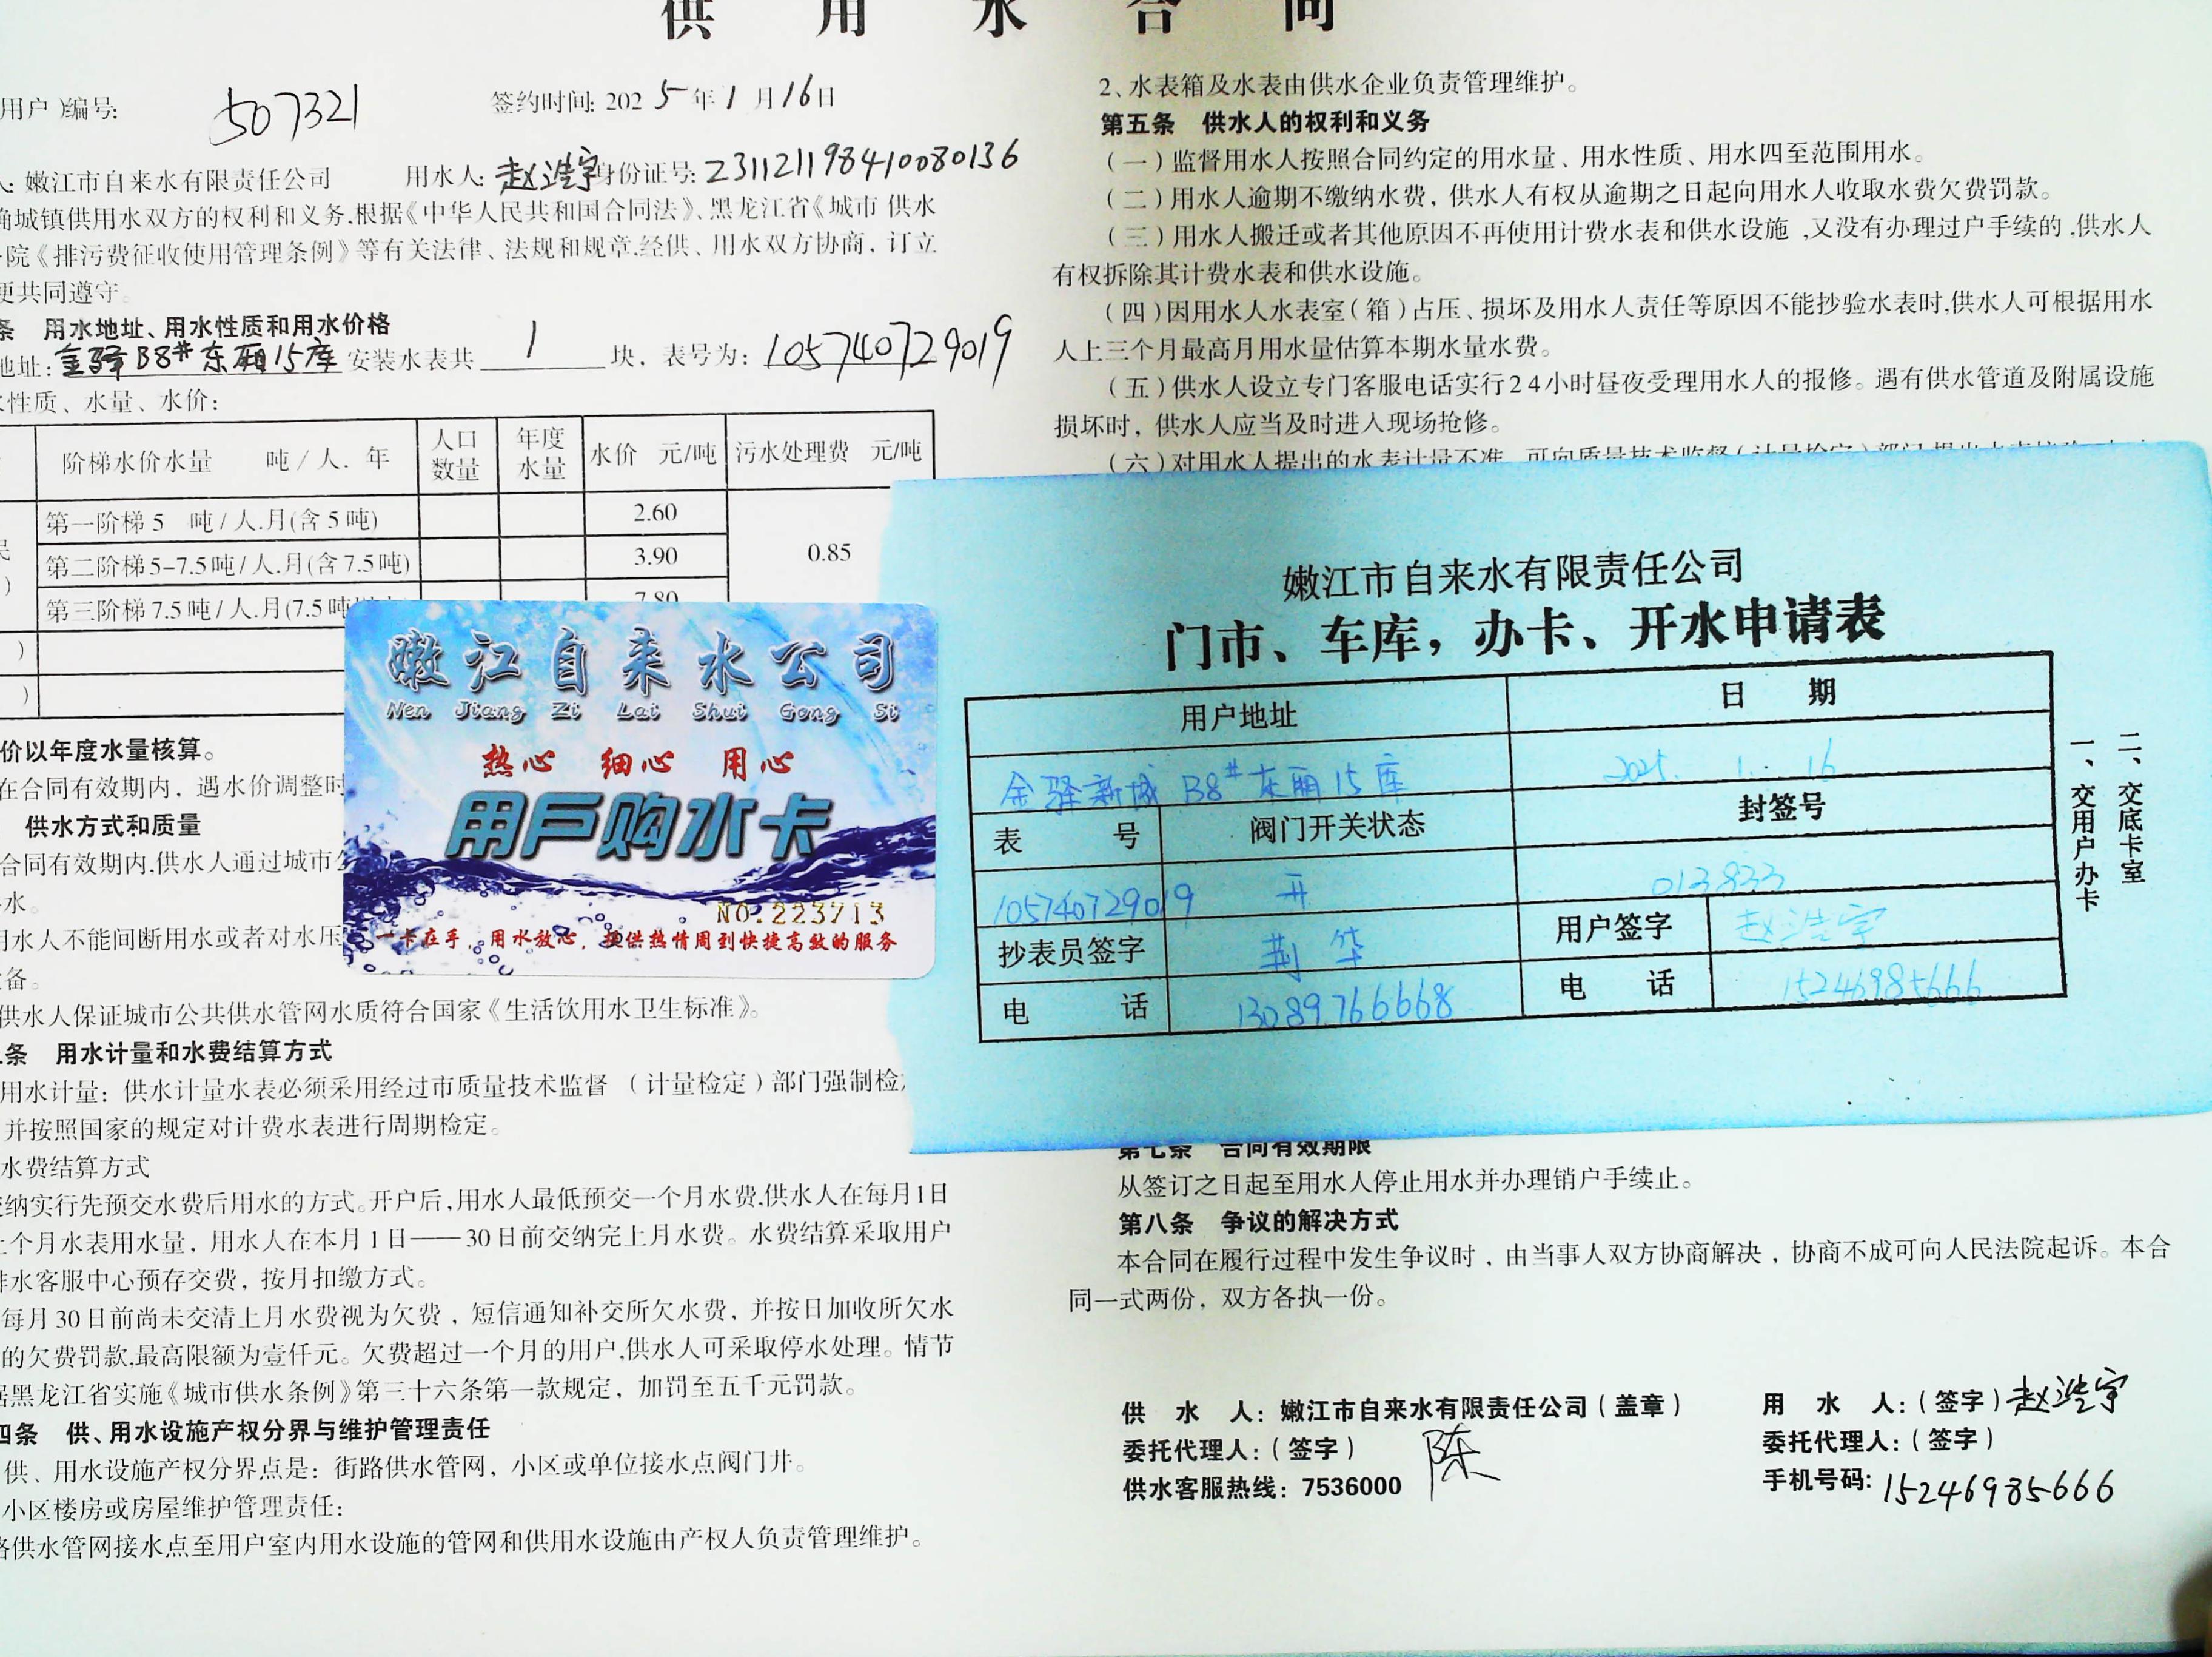 供用水合同
用户)编号: 507321 签约时间: 2025年1月16日
人: 嫩江市自来水有限责任公司 用水人: 赵浩宇 身份证号: 231121198410080136
确城镇供用水双方的权利和义务,根据《中华人民共和国合同法》、黑龙江省《城市 供水
院《排污费征收使用管理条例》等有关法律、法规和规章,经供、用水双方协商，订立
更共同遵守。
条 用水地址、用水性质和用水价格
地址: 金驿B8#东厢15库 安装水表共 1 块，表号为: 105740729019
性质、水量、水价:
阶梯水价水量 吨/人. 年 人口数量 年度水量 水价 元/吨 污水处理费 元/吨
第一阶梯5 吨/人.月(含5吨) 2.60
第二阶梯5-7.5吨/人.月(含7.5吨) 3.90 0.85
第三阶梯7.5吨/人.月(7.5吨 7.80
价以年度水量核算。
在合同有效期内，遇水价调整时
供水方式和质量
合同有效期内,供水人通过城市
水。
用水人不能间断用水或者对水压
备。
供水人保证城市公共供水管网水质符合国家《生活饮用水卫生标准》。
条 用水计量和水费结算方式
用水计量: 供水计量水表必须采用经过市质量技术监督 (计量检定)部门强制检
并按照国家的规定对计费水表进行周期检定。
水费结算方式
纳实行先预交水费后用水的方式。开户后,用水人最低预交一个月水费,供水人在每月1日
个月水表用水量，用水人在本月1日——30日前交纳完上月水费。水费结算采取用户
排水客服中心预存交费，按月扣缴方式。
每月30日前尚未交清上月水费视为欠费，短信通知补交所欠水费，并按日加收所欠水
的欠费罚款,最高限额为壹仟元。欠费超过一个月的用户,供水人可采取停水处理。情节
据黑龙江省实施《城市供水条例》第三十六条第一款规定，加罚至五千元罚款。
四条 供、用水设施产权分界与维护管理责任
供、用水设施产权分界点是: 街路供水管网，小区或单位接水点阀门井。
小区楼房或房屋维护管理责任:
供水管网接水点至用户室内用水设施的管网和供用水设施由产权人负责管理维护。
2、水表箱及水表由供水企业负责管理维护。
第五条 供水人的权利和义务
(一)监督用水人按照合同约定的用水量、用水性质、用水四至范围用水。
(二)用水人逾期不缴纳水费，供水人有权从逾期之日起向用水人收取水费欠费罚款。
(三)用水人搬迁或者其他原因不再使用计费水表和供水设施,又没有办理过户手续的,供水人
有权拆除其计费水表和供水设施。
(四)因用水人水表室(箱)占压、损坏及用水人责任等原因不能抄验水表时,供水人可根据用水
人上三个月最高月用水量估算本期水量水费。
(五)供水人设立专门客服电话实行24小时昼夜受理用水人的报修。遇有供水管道及附属设施
损坏时，供水人应当及时进入现场抢修。
(六)对用水人提出的水表计量不准，可向质量技术监督(计量检定)部门
嫩江自来水公司
Nen Jiang Zi Lai Shui Gong Si
热心 细心 用心
用户购水卡
NO.223713
一卡在手，用水放心，提供热情周到快捷高效的服务
嫩江市自来水有限责任公司
门市、车库，办卡、开水申请表
用户地址 日 期
金驿新城 B8#东厢15库 2025. 1. 16
表 号 阀门开关状态 封签号
105740729019 开 013833
抄表员签字 荆华 用户签字 赵浩宇
电 话 13089766668 电 话 15246985666
一、交用户办卡
二、交底卡室
第七条 合同有效期限
从签订之日起至用水人停止用水并办理销户手续止。
第八条 争议的解决方式
本合同在履行过程中发生争议时，由当事人双方协商解决，协商不成可向人民法院起诉。本合
同一式两份，双方各执一份。
供 水 人: 嫩江市自来水有限责任公司(盖章) 用 水 人:(签字)赵浩宇
委托代理人:(签字) 陈 委托代理人:(签字)
供水客服热线: 7536000 手机号码: 15246985666